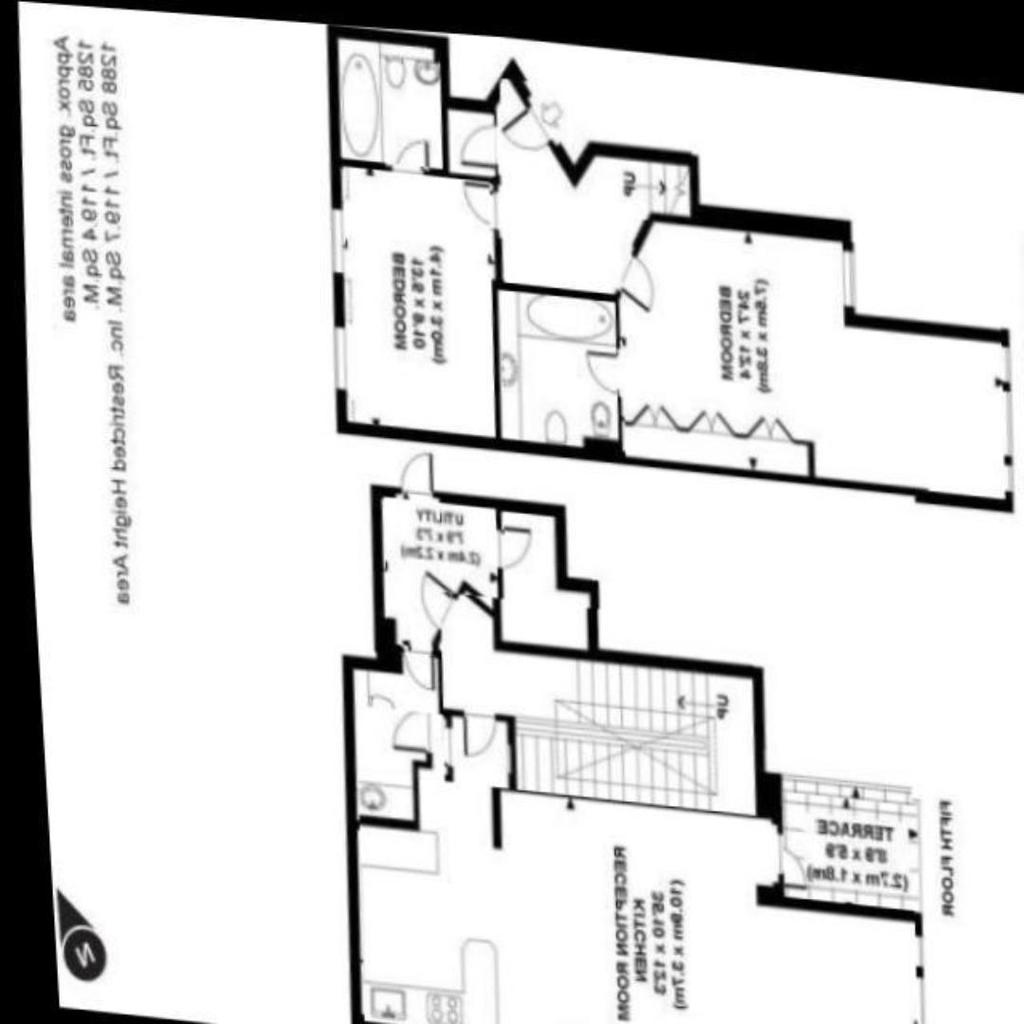 Approx. gross internal area
1285 Sq.Ft. / 119.4 Sq.M.
1288 Sq.Ft. / 119.7 Sq.M. Inc. Restricted Height Area
UP
BEDROOM
13'5 x 9'10
(4.1m x 3.0m)
BEDROOM
24'7 x 12'4
(7.5m x 3.8m)
UTILITY
7'9 x 7'3
(2.4m x 2.2m)
UP
TERRACE
8'9 x 5'9
(2.7m x 1.8m)
FIFTH FLOOR
RECEPTION ROOM
KITCHEN
35'10 x 12'3
(10.9m x 3.7m)
N